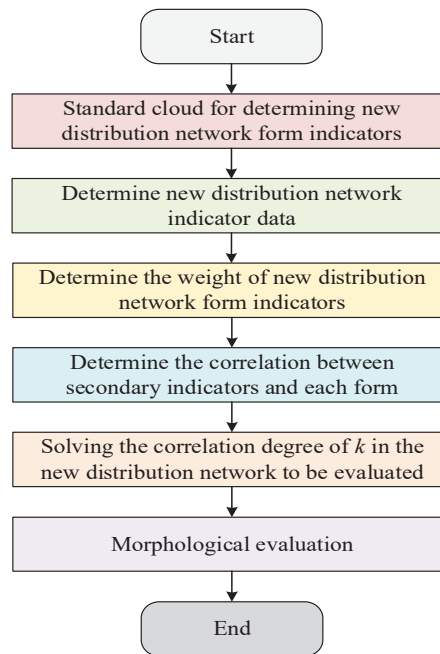 Start
Standard cloud for determining new
distribution network form indicators
Determine new distribution network
indicator data
Determine the weight of new distribution
network form indicators
Determine the correlation between
secondary indicators and each form
Solving the correlation degree of k in the
new distribution network to be evaluated
Morphological evaluation
End